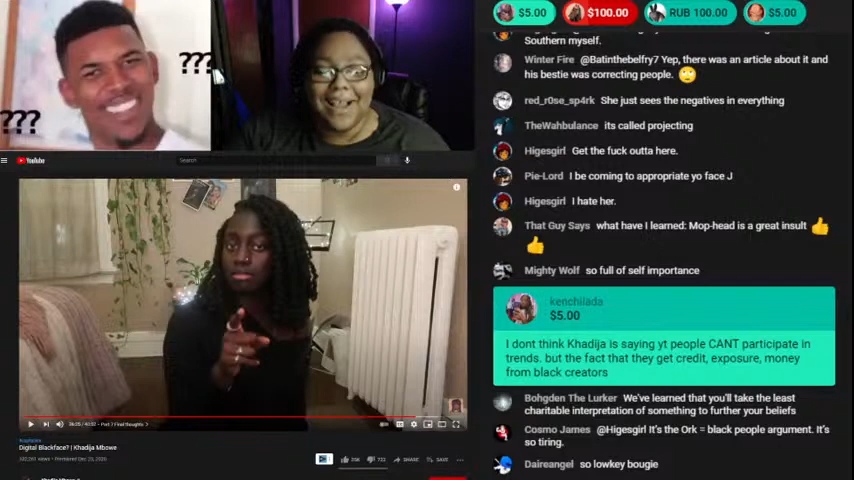 ???
???
YouTube
Search
Digital Blackface? | Khadija Mbowe
SHARE
SAVE
$5.00
$100.00
RUB 100.00
$5.00
Southern myself.
Winter Fire @Batinthebelfry7 Yep, there was an article about it and
his bestie was correcting people.
red_r0se_sp4rk She just sees the negatives in everything
TheWahbulance its called projecting
Higesgirl Get the fuck outta here.
Pie-Lord I be coming to appropriate yo face J
Higesgirl I hate her.
That Guy Says what have I learned: Mop-head is a great insult
Mighty Wolf so full of self importance
kenchilada
$5.00
I dont think Khadija is saying yt people CANT participate in
trends. but the fact that they get credit, exposure, money
from black creators
Bohgden The Lurker We've learned that you'll take the least
charitable interpretation of something to further your beliefs
Cosmo James @Higesgirl It's the Ork = black people argument. It's
so tiring.
Daireangel so lowkey bougie